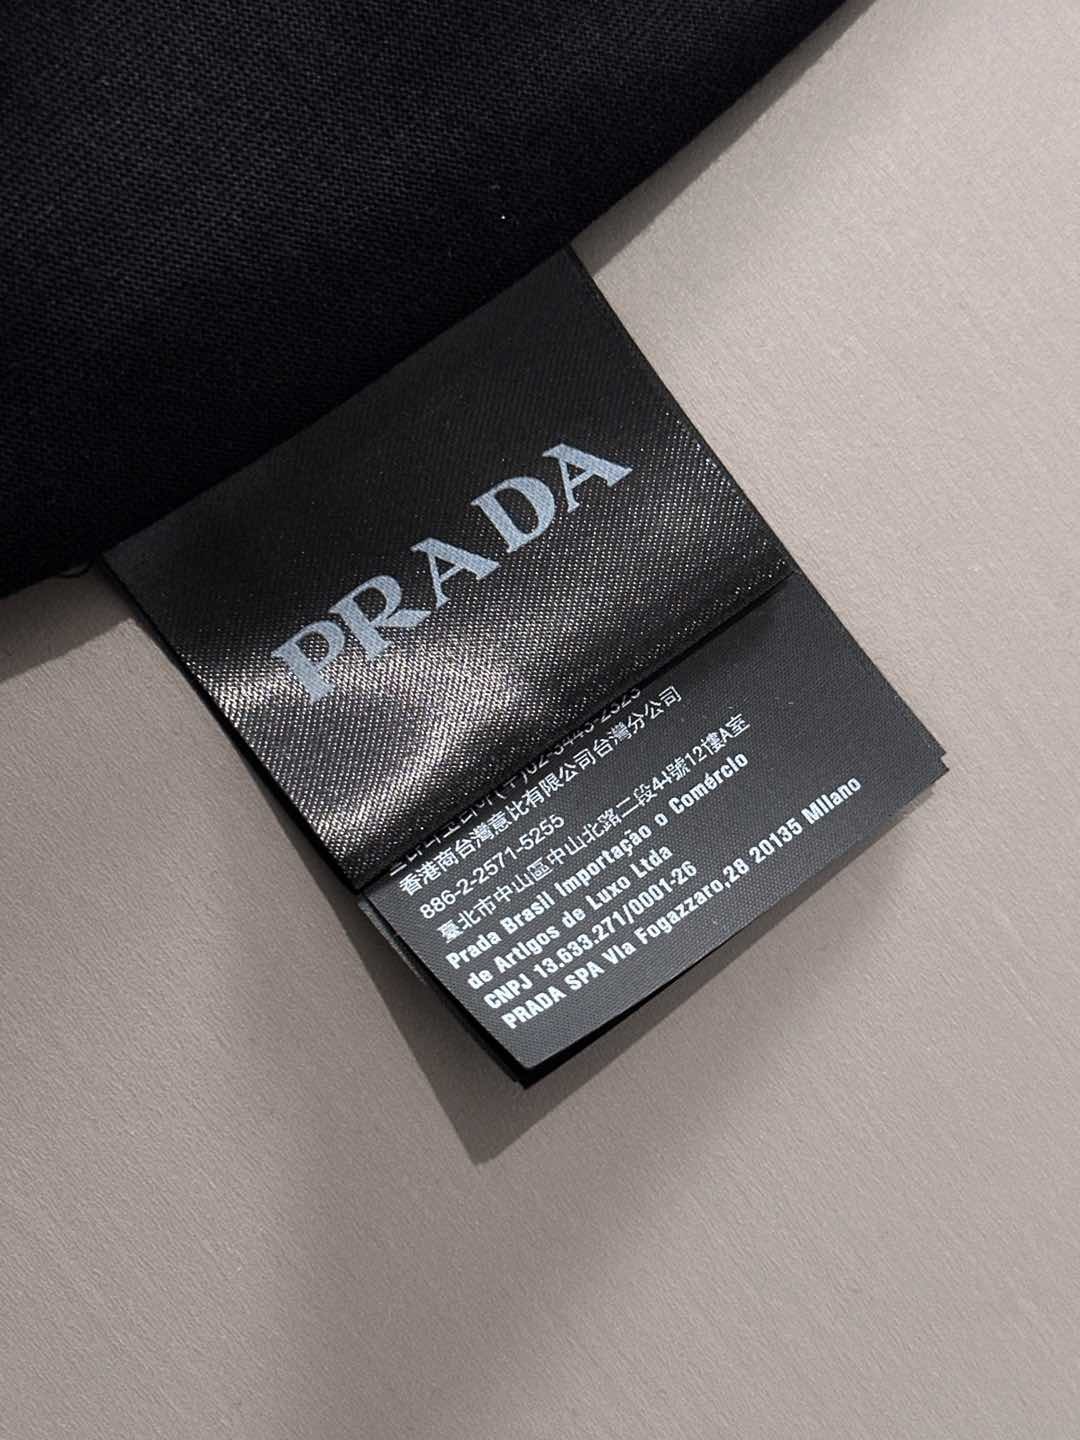 PRADA
香港商台灣意比有限公司台灣分公司
886-2-2571-5255
臺北市中山區中山北路二段44號12樓A室
Prada Brasil Importação o Comércio
de Artigos de Luxo Ltda
CNPJ 13.633.271/0001-26
PRADA SPA Via Fogazzaro,28 20135 Milano